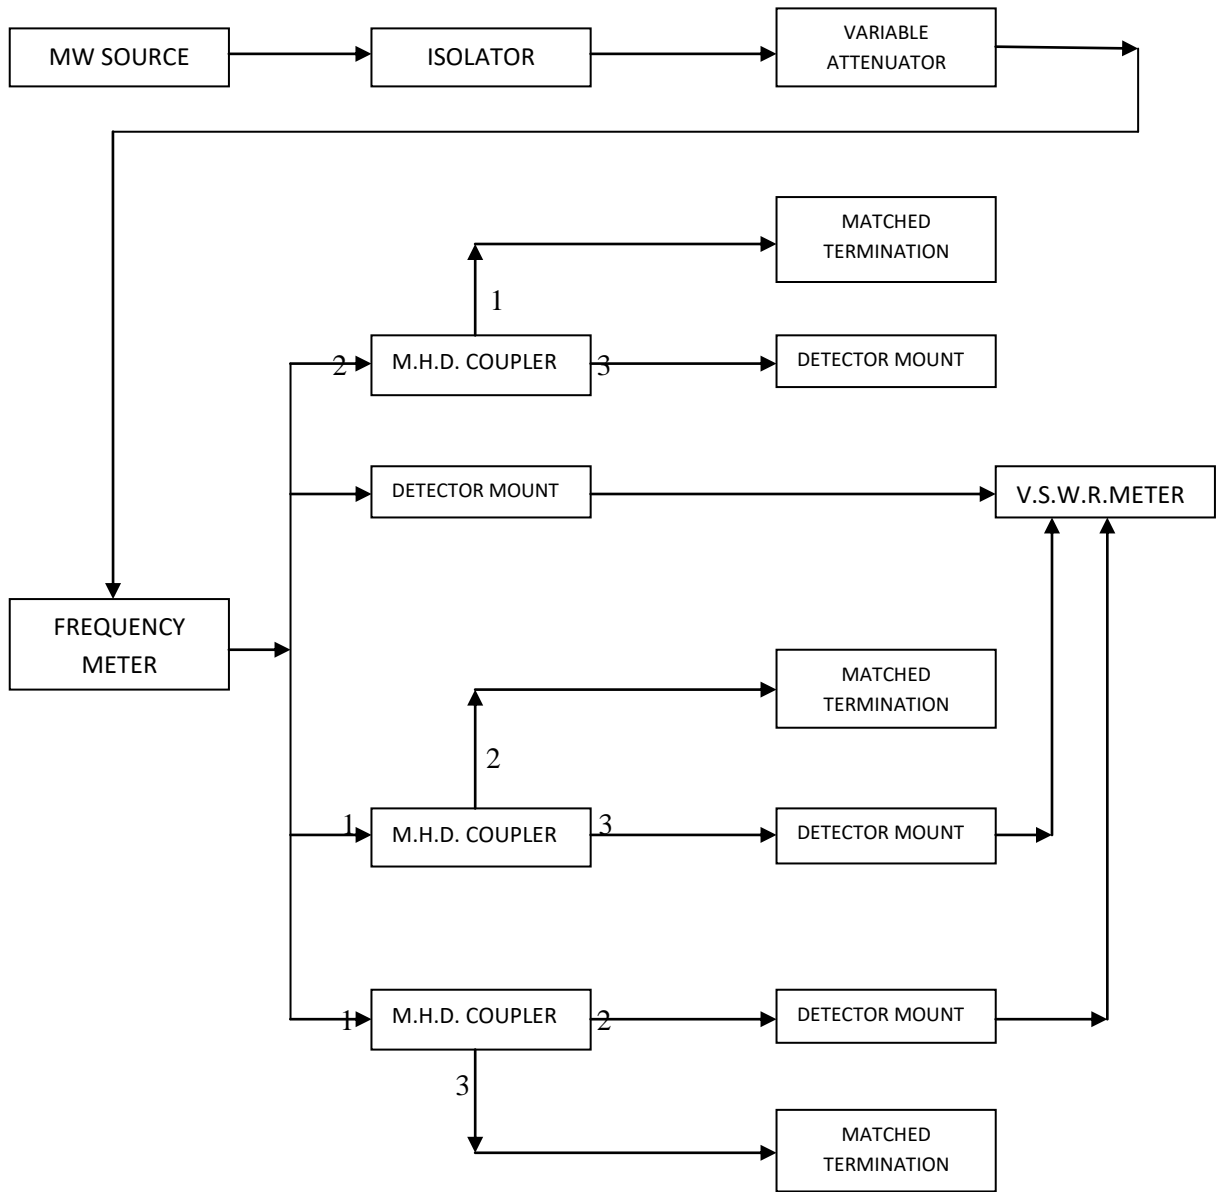 MW SOURCE
ISOLATOR
VARIABLE
ATTENUATOR
MATCHED
TERMINATION
1
2
M.H.D. COUPLER
3
DETECTOR MOUNT
DETECTOR MOUNT
V.S.W.R.METER
FREQUENCY
METER
MATCHED
TERMINATION
2
1
M.H.D. COUPLER
3
DETECTOR MOUNT
1
M.H.D. COUPLER
2
DETECTOR MOUNT
3
MATCHED
TERMINATION